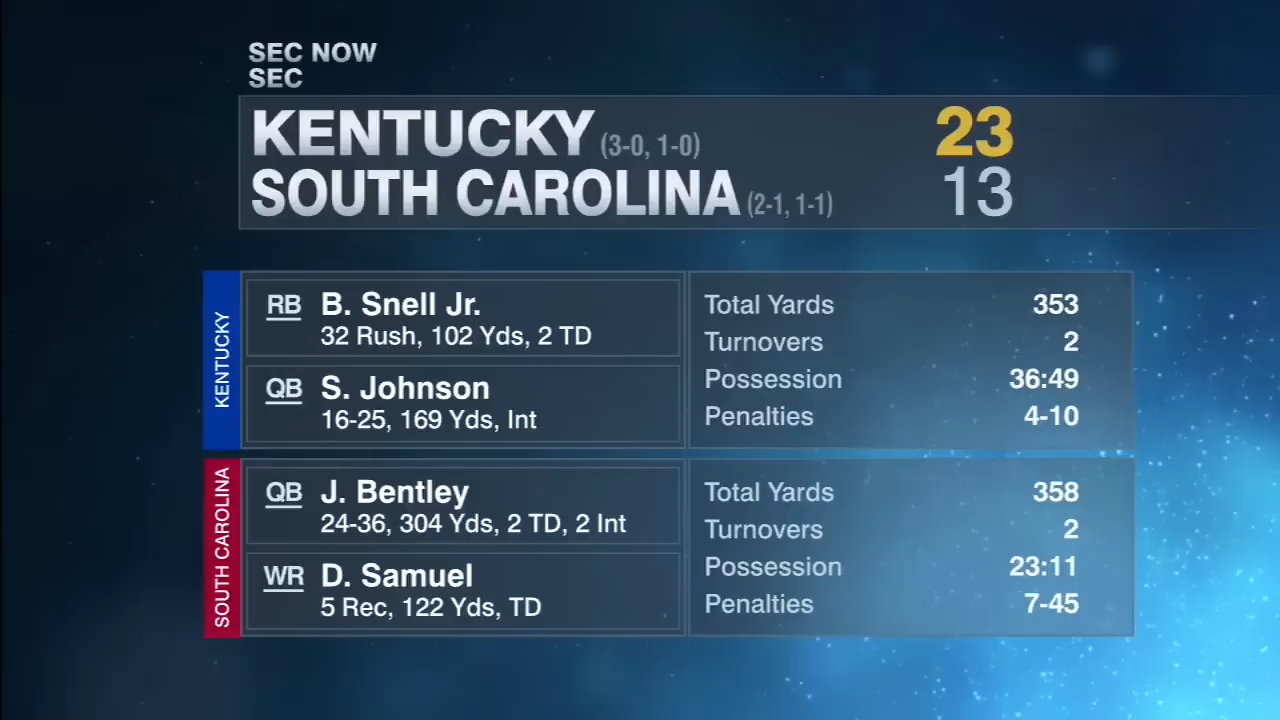 SEC NOW
SEC
KENTUCKY (3-0, 1-0) 23
SOUTH CAROLINA (2-1, 1-1) 13
KENTUCKY
RB B. Snell Jr.
32 Rush, 102 Yds, 2 TD
QB S. Johnson
16-25, 169 Yds, Int
Total Yards 353
Turnovers 2
Possession 36:49
Penalties 4-10
SOUTH CAROLINA
QB J. Bentley
24-36, 304 Yds, 2 TD, 2 Int
WR D. Samuel
5 Rec, 122 Yds, TD
Total Yards 358
Turnovers 2
Possession 23:11
Penalties 7-45